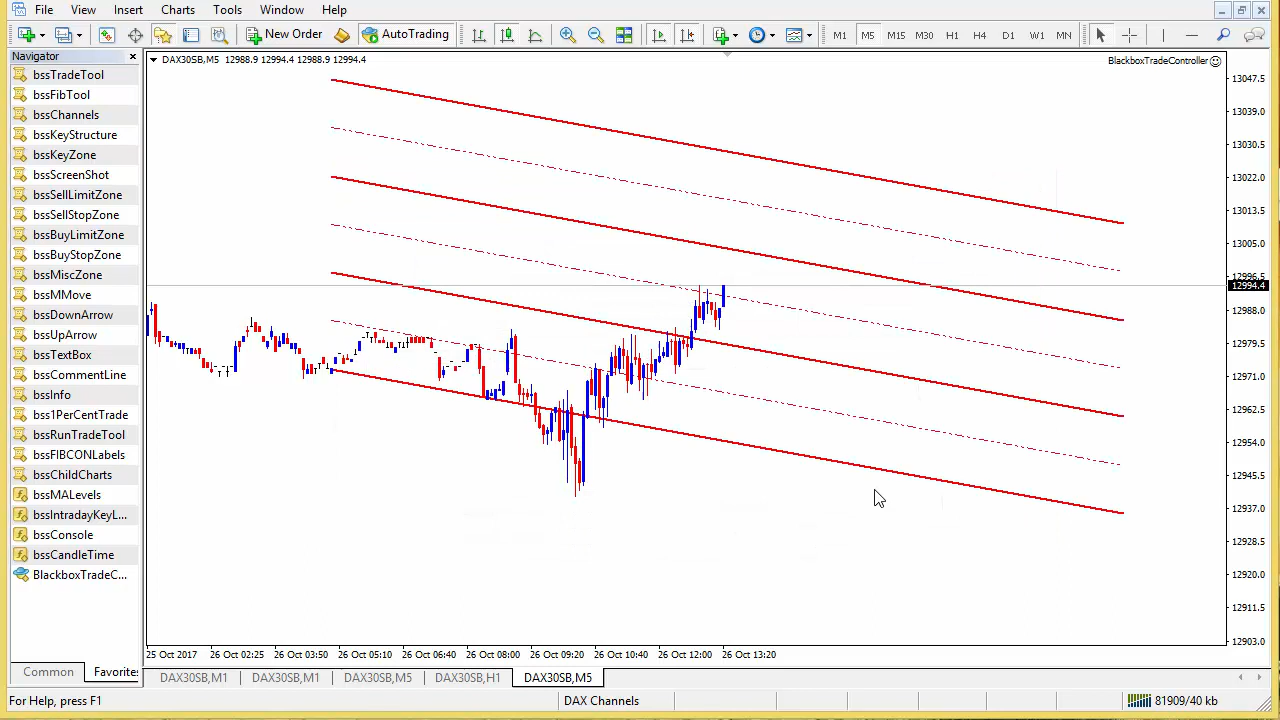 File View Insert Charts Tools Window Help
New Order AutoTrading M1 M5 M15 M30 H1 H4 D1 W1 MN
Navigator
bssTradeTool
bssFibTool
bssChannels
bssKeyStructure
bssKeyZone
bssScreenShot
bssSellLimitZone
bssSellStopZone
bssBuyLimitZone
bssBuyStopZone
bssMiscZone
bssMMove
bssDownArrow
bssUpArrow
bssTextBox
bssCommentLine
bssInfo
bss1PerCentTrade
bssRunTradeTool
bssFIBCONLabels
bssChildCharts
bssMALevels
bssIntradayKeyL...
bssConsole
bssCandleTime
BlackboxTradeC...
Common Favorites
DAX30SB,M5 12988.9 12994.4 12988.9 12994.4
BlackboxTradeController
13047.5
13039.0
13030.5
13022.0
13013.5
13005.0
12996.5
12994.4
12988.0
12979.5
12971.0
12962.5
12954.0
12945.5
12937.0
12928.5
12920.0
12911.5
12903.0
25 Oct 2017 26 Oct 02:25 26 Oct 03:50 26 Oct 05:10 26 Oct 06:40 26 Oct 08:00 26 Oct 09:20 26 Oct 10:40 26 Oct 12:00 26 Oct 13:20
DAX30SB,M1 DAX30SB,M1 DAX30SB,M5 DAX30SB,H1 DAX30SB,M5
For Help, press F1 DAX Channels 81909/40 kb